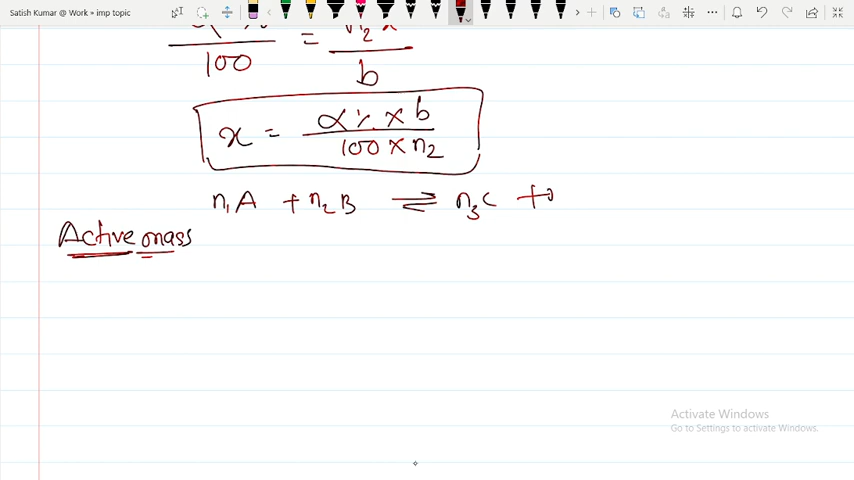 Satish Kumar @ Work » imp topic
100 = n₂x
b
x = α% × b
100 × n₂
n₁A + n₂B ⇌ n₃C +
Active mass
Activate Windows
Go to Settings to activate Windows.